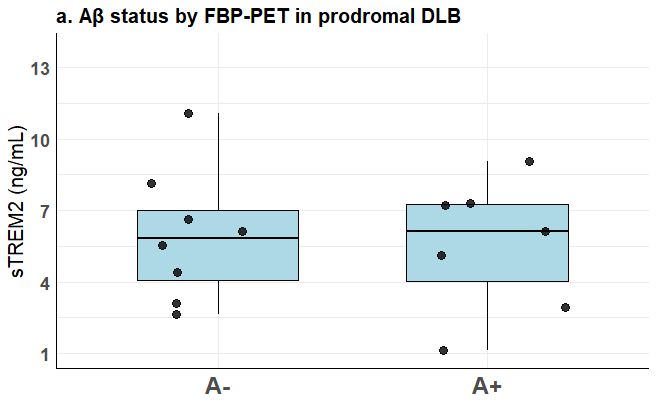 a. Aβ status by FBP-PET in prodromal DLB
sTREM2 (ng/mL)
13
10
7
4
1
A-
A+